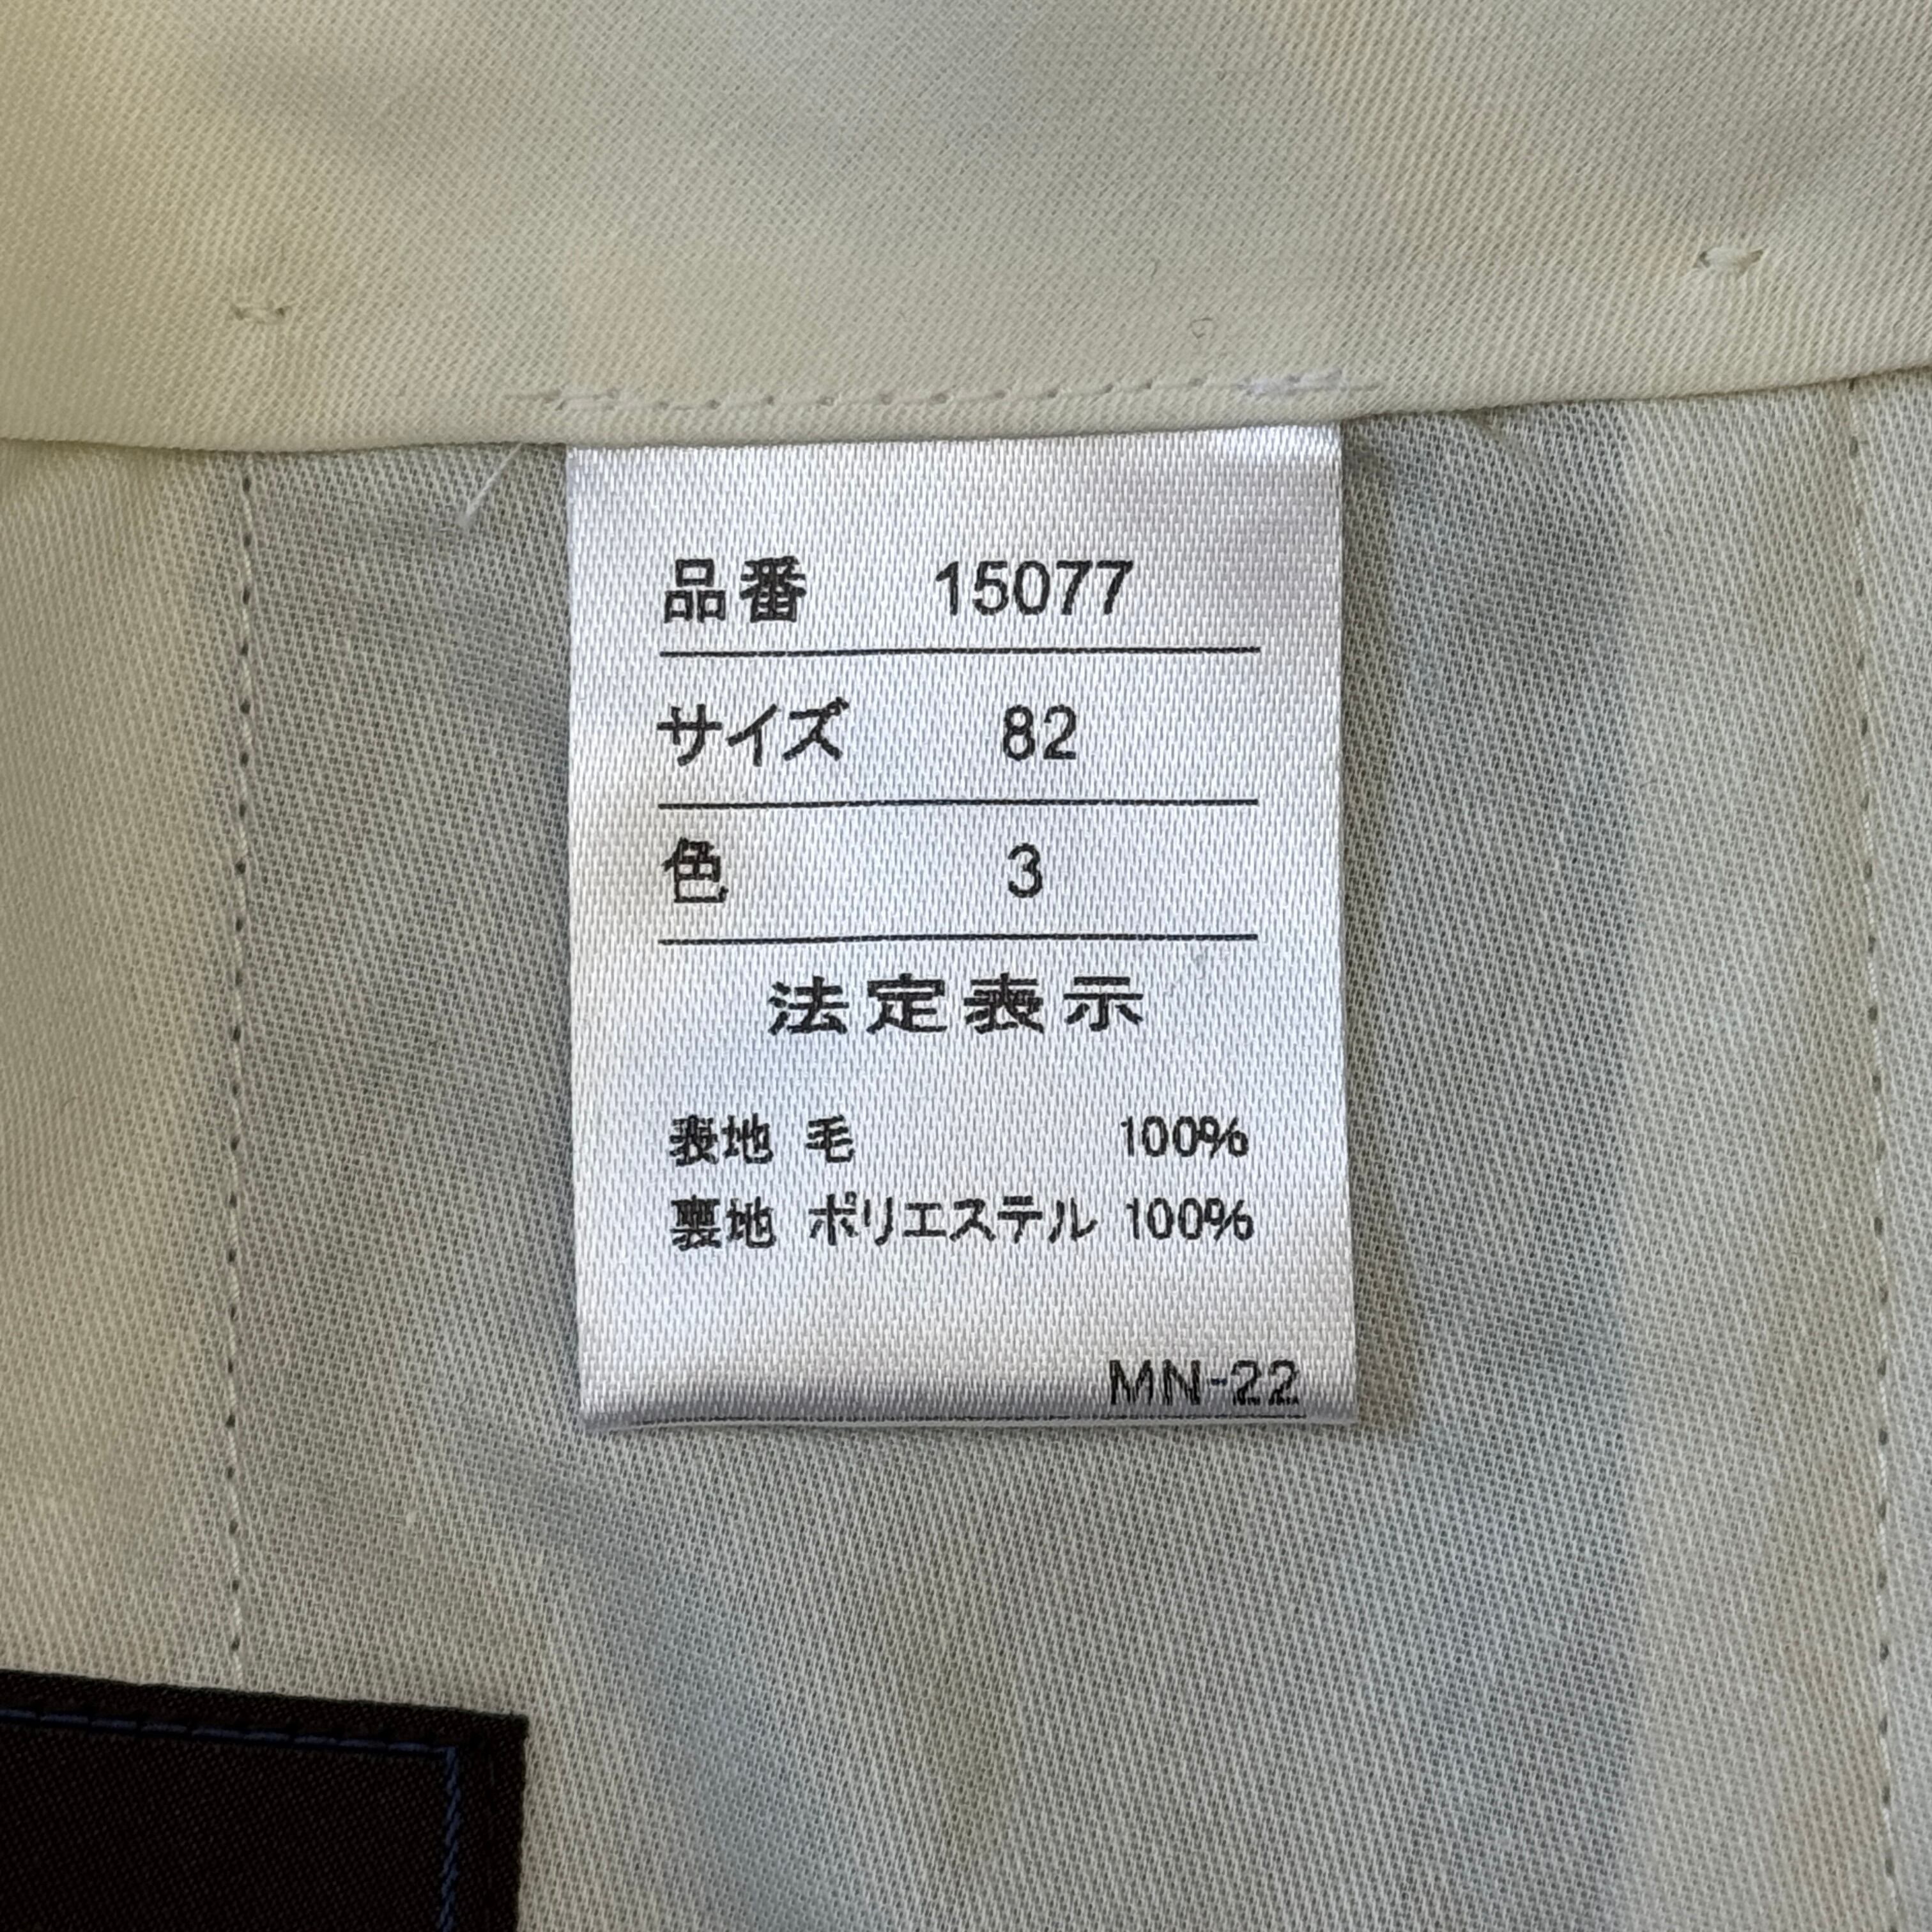 品番 15077
サイズ 82
色 3
法定表示
表地 毛 100%
裏地 ポリエステル 100%
MN-22